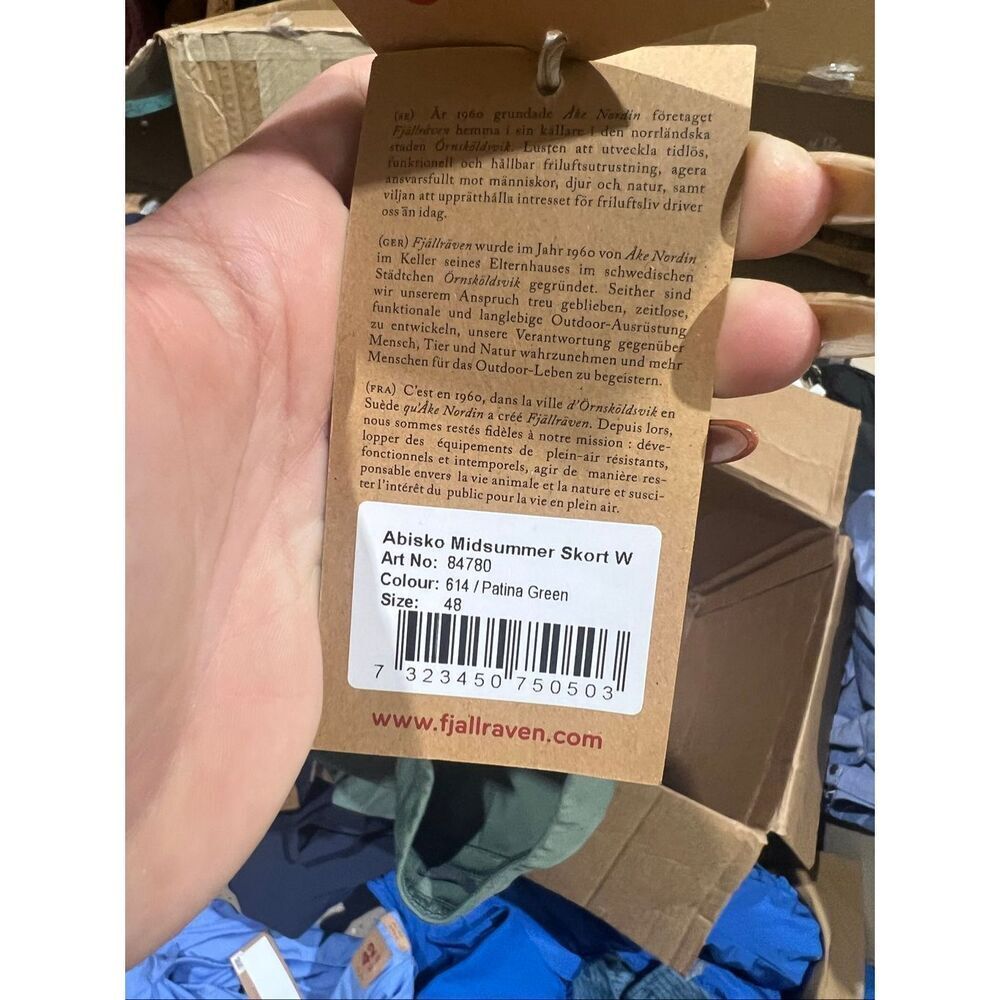 (SE) År 1960 grundade Åke Nordin företaget
Fjällräven hemma i sin källare i den norrländska
staden Örnsköldsvik. Lusten att utveckla tidlös,
funktionell och hållbar friluftsutrustning, agera
ansvarsfullt mot människor, djur och natur, samt
viljan att upprätthålla intresset för friluftsliv driver
oss än idag.
(GER) Fjällräven wurde im Jahr 1960 von Åke Nordin
im Keller seines Elternhauses im schwedischen
Städtchen Örnsköldsvik gegründet. Seither sind
wir unserem Anspruch treu geblieben, zeitlose,
funktionale und langlebige Outdoor-Ausrüstung
zu entwickeln, unsere Verantwortung gegenüber
Mensch, Tier und Natur wahrzunehmen und mehr
Menschen für das Outdoor-Leben zu begeistern.
(FRA) C'est en 1960, dans la ville d'Örnsköldsvik en
Suède qu'Åke Nordin a créé Fjällräven. Depuis lors,
nous sommes restés fidèles à notre mission : déve-
lopper des équipements de plein-air résistants,
fonctionnels et intemporels, agir de manière res-
ponsable envers la vie animale et la nature et susci-
ter l'intérêt du public pour la vie en plein air.
Abisko Midsummer Skort W
Art No: 84780
Colour: 614 / Patina Green
Size: 48
7 323450 750503
www.fjallraven.com
42